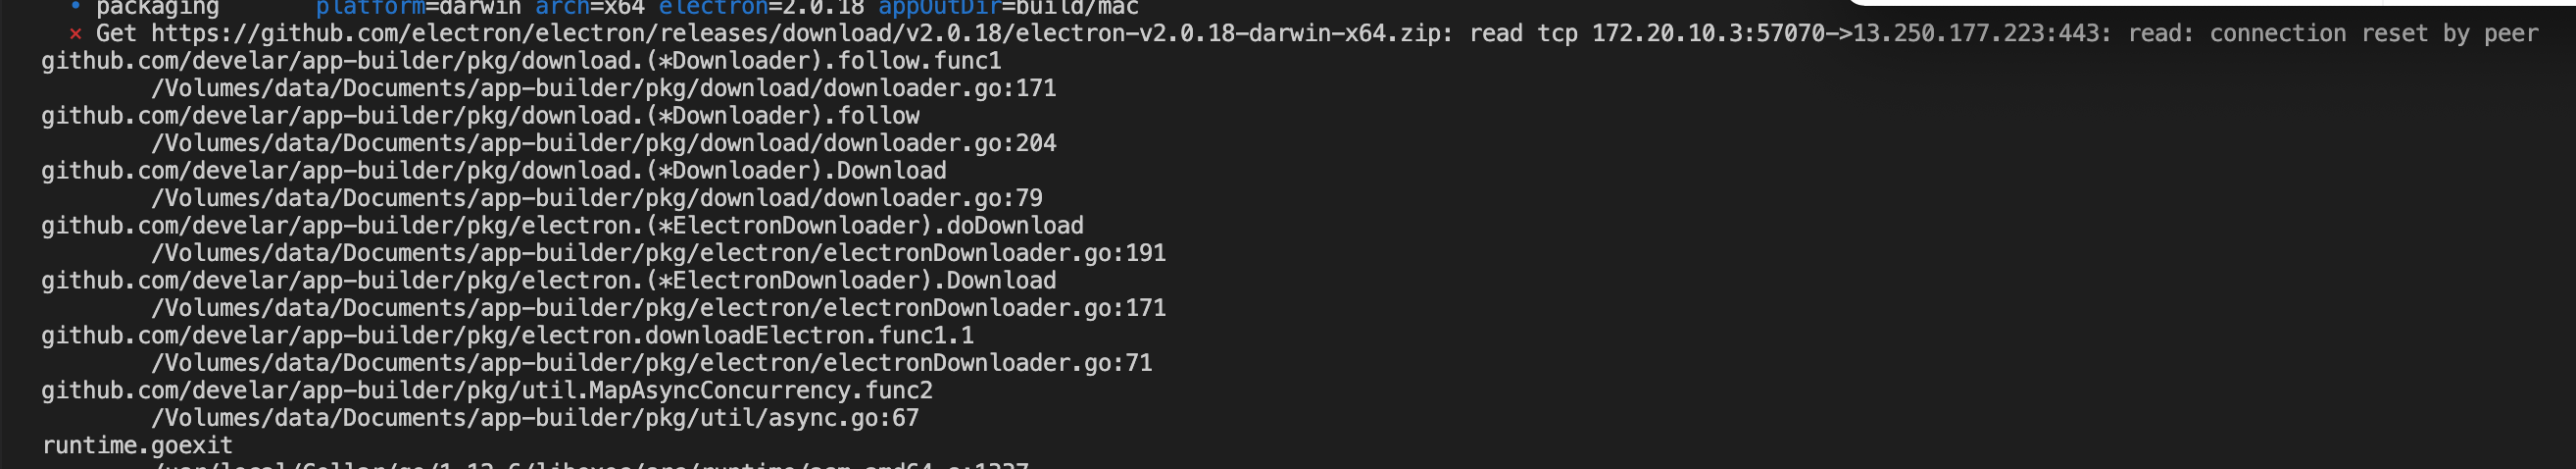 • packaging platform=darwin arch=x64 electron=2.0.18 appOutDir=build/mac
× Get https://github.com/electron/electron/releases/download/v2.0.18/electron-v2.0.18-darwin-x64.zip: read tcp 172.20.10.3:57070->13.250.177.223:443: read: connection reset by peer
github.com/develar/app-builder/pkg/download.(*Downloader).follow.func1
/Volumes/data/Documents/app-builder/pkg/download/downloader.go:171
github.com/develar/app-builder/pkg/download.(*Downloader).follow
/Volumes/data/Documents/app-builder/pkg/download/downloader.go:204
github.com/develar/app-builder/pkg/download.(*Downloader).Download
/Volumes/data/Documents/app-builder/pkg/download/downloader.go:79
github.com/develar/app-builder/pkg/electron.(*ElectronDownloader).doDownload
/Volumes/data/Documents/app-builder/pkg/electron/electronDownloader.go:191
github.com/develar/app-builder/pkg/electron.(*ElectronDownloader).Download
/Volumes/data/Documents/app-builder/pkg/electron/electronDownloader.go:171
github.com/develar/app-builder/pkg/electron.downloadElectron.func1.1
/Volumes/data/Documents/app-builder/pkg/electron/electronDownloader.go:71
github.com/develar/app-builder/pkg/util.MapAsyncConcurrency.func2
/Volumes/data/Documents/app-builder/pkg/util/async.go:67
runtime.goexit